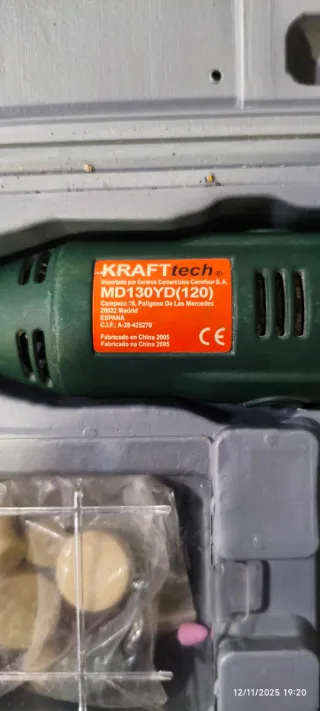 KRAFTtech®
Importado por Centros Comerciales Carrefour S.A.
MD130YD(120)
Campezo 16, Polígono De Las Mercedes
28022 Madrid
ESPAÑA
C.I.F.: A-28-425270
Fabricado en China 2005
Fabricado na China 2005
CE
12/11/2025 19:20